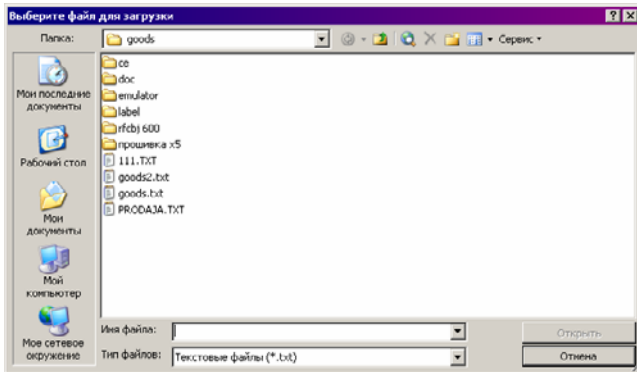 Выберите файл для загрузки
Папка: goods Сервис
ce
doc
emulator
label
rfcbj 600
прошивка x5
111.TXT
goods2.txt
goods.txt
PRODAJA.TXT
Мои последние
документы
Рабочий стол
Мои
документы
Мой
компьютер
Мое сетевое
окружение
Имя файла:
Открыть
Тип файлов: Текстовые файлы (*.txt)
Отмена